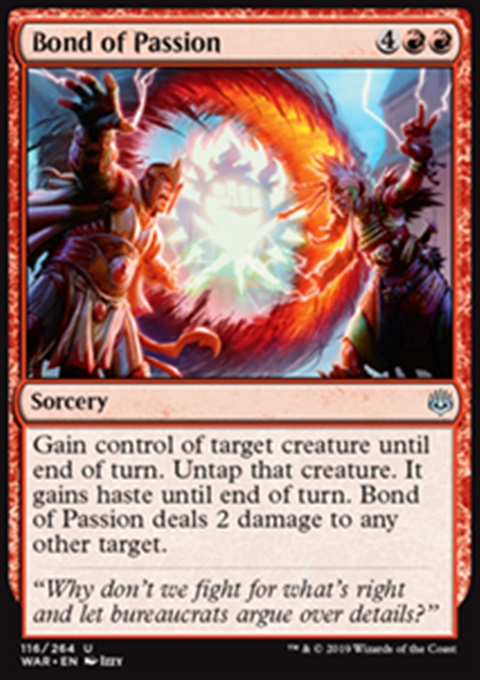 Bond of Passion 4
Sorcery
Gain control of target creature until
end of turn. Untap that creature. It
gains haste until end of turn. Bond
of Passion deals 2 damage to any
other target.
“Why don’t we fight for what’s right
and let bureaucrats argue over details?”
116/264 U
WAR • EN Izzy
™ & © 2019 Wizards of the Coast